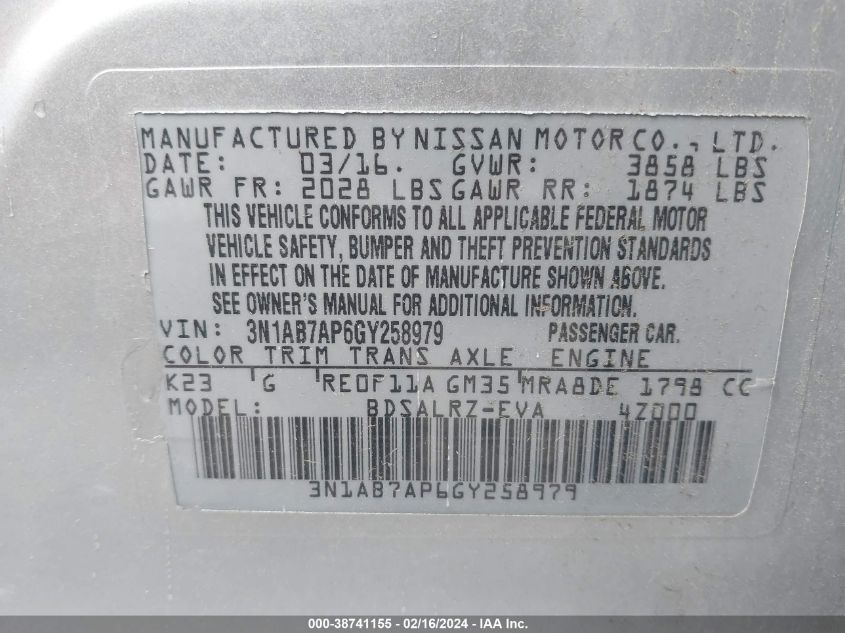 MANUFACTURED BY NISSAN MOTOR CO., LTD.
DATE: 03/16. GVWR: 3858 LBS
GAWR FR: 2028 LBS GAWR RR: 1874 LBS
THIS VEHICLE CONFORMS TO ALL APPLICABLE FEDERAL MOTOR
VEHICLE SAFETY, BUMPER AND THEFT PREVENTION STANDARDS
IN EFFECT ON THE DATE OF MANUFACTURE SHOWN ABOVE.
SEE OWNER'S MANUAL FOR ADDITIONAL INFORMATION.
VIN: 3N1AB7AP6GY258979 PASSENGER CAR.
COLOR TRIM TRANS AXLE ENGINE
K23 G RE0F11A GM35 MRA8DE 1798 CC
MODEL: BDSALRZ-EVA 4Z000
3N1AB7AP6GY258979
000-38741155 - 02/16/2024 - IAA Inc.